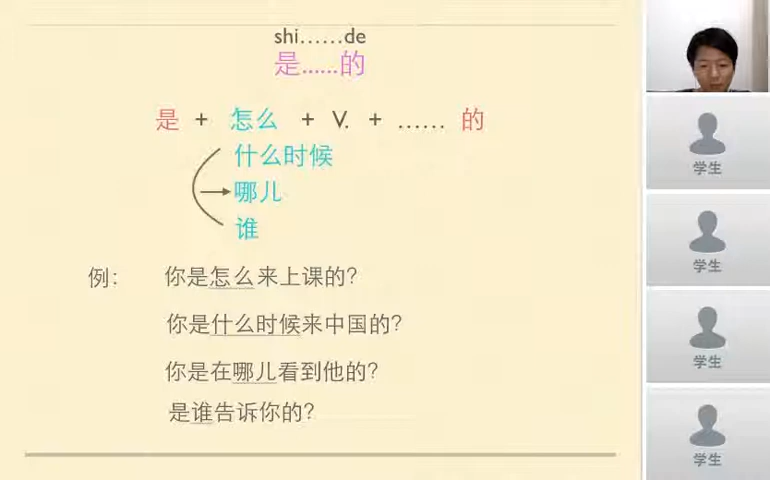 shi……de
是……的
是 + 怎么 + V. + …… 的
什么时候
哪儿
谁
例：
你是怎么来上课的？
你是什么时候来中国的？
你是在哪儿看到他的？
是谁告诉你的？
学生
学生
学生
学生